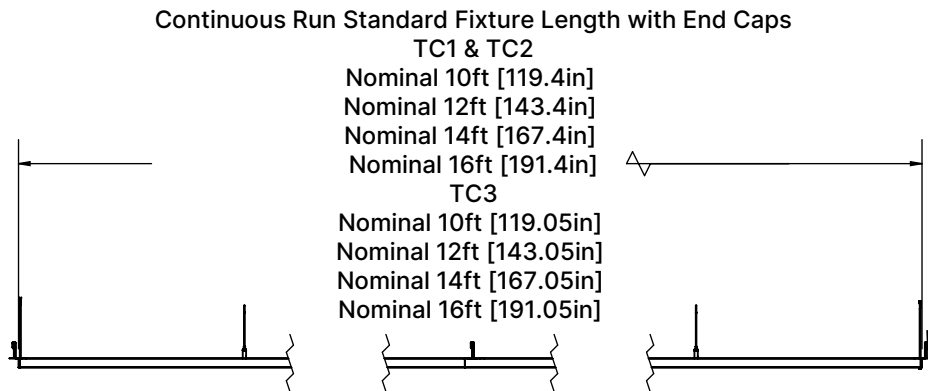 Continuous Run Standard Fixture Length with End Caps
TC1 & TC2
Nominal 10ft [119.4in]
Nominal 12ft [143.4in]
Nominal 14ft [167.4in]
Nominal 16ft [191.4in]
TC3
Nominal 10ft [119.05in]
Nominal 12ft [143.05in]
Nominal 14ft [167.05in]
Nominal 16ft [191.05in]